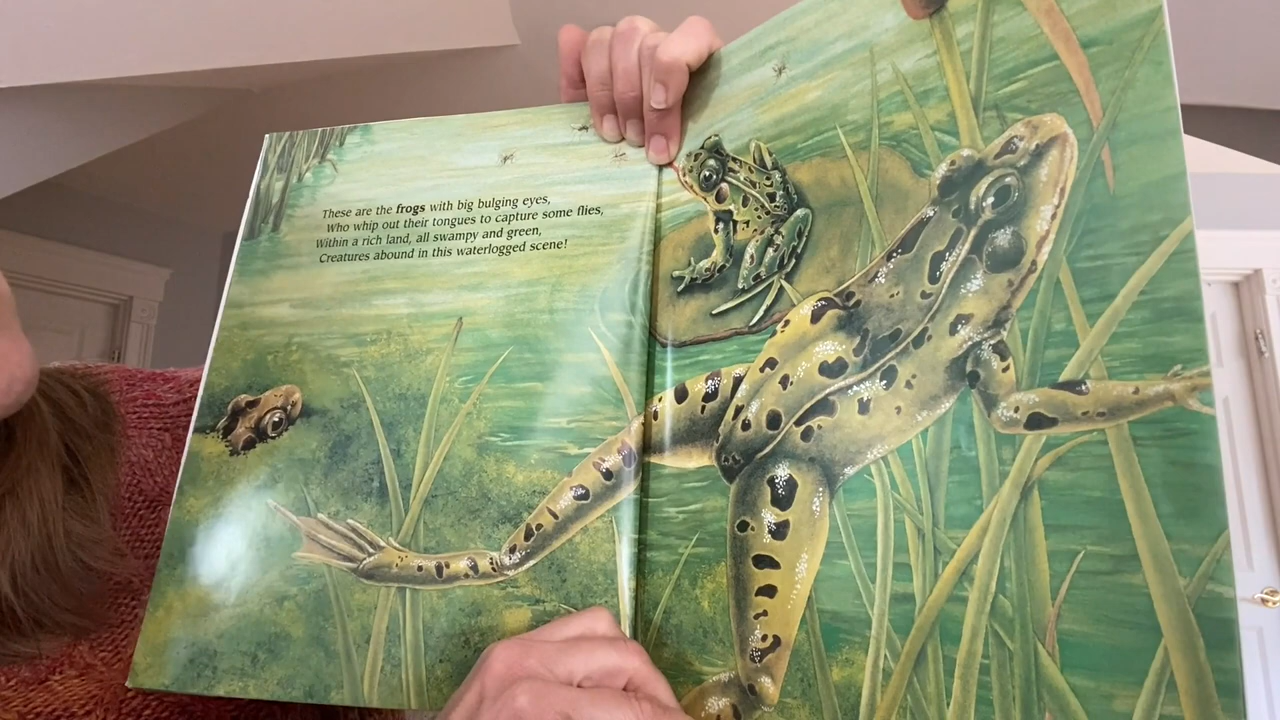 These are the frogs with big bulging eyes,
Who whip out their tongues to capture some flies,
Within a rich land, all swampy and green,
Creatures abound in this waterlogged scene!